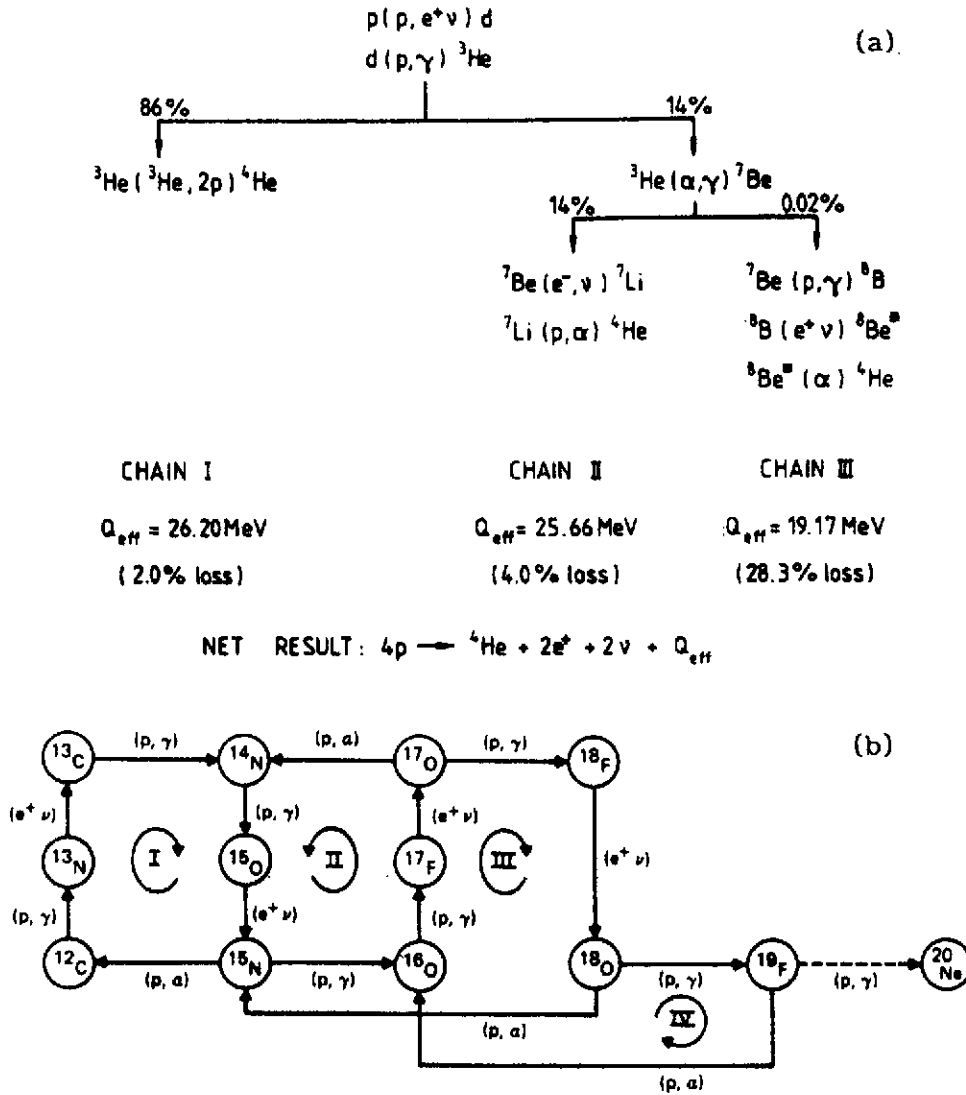 p(p, e⁺ν) d
(a)
d(p,γ) ³He
86% 14%
³He(³He, 2p)⁴He ³He(α,γ)⁷Be
14% 0.02%
⁷Be(e⁻,ν)⁷Li ⁷Be(p,γ)⁸B
⁷Li(p,α)⁴He ⁸B(e⁺ν)⁸Be*
⁸Be*(α)⁴He
CHAIN I CHAIN II CHAIN III
Q_eff = 26.20 MeV Q_eff = 25.66 MeV Q_eff = 19.17 MeV
(2.0% loss) (4.0% loss) (28.3% loss)
NET RESULT: 4p → ⁴He + 2e⁺ + 2ν + Q_eff
(b)
(p, γ) (p, α) (p, γ)
¹³C ¹⁴N ¹⁷O ¹⁸F
(e⁺ ν) (p, γ) (e⁺ ν)
¹³N I ¹⁵O II ¹⁷F III (e⁺ ν)
(p, γ) (e⁺ ν) (p, γ)
¹²C ¹⁵N ¹⁶O ¹⁸O ¹⁹F ²⁰Ne
(p, α) (p, γ) (p, γ) (p, γ)
(p, α) IV
(p, α)